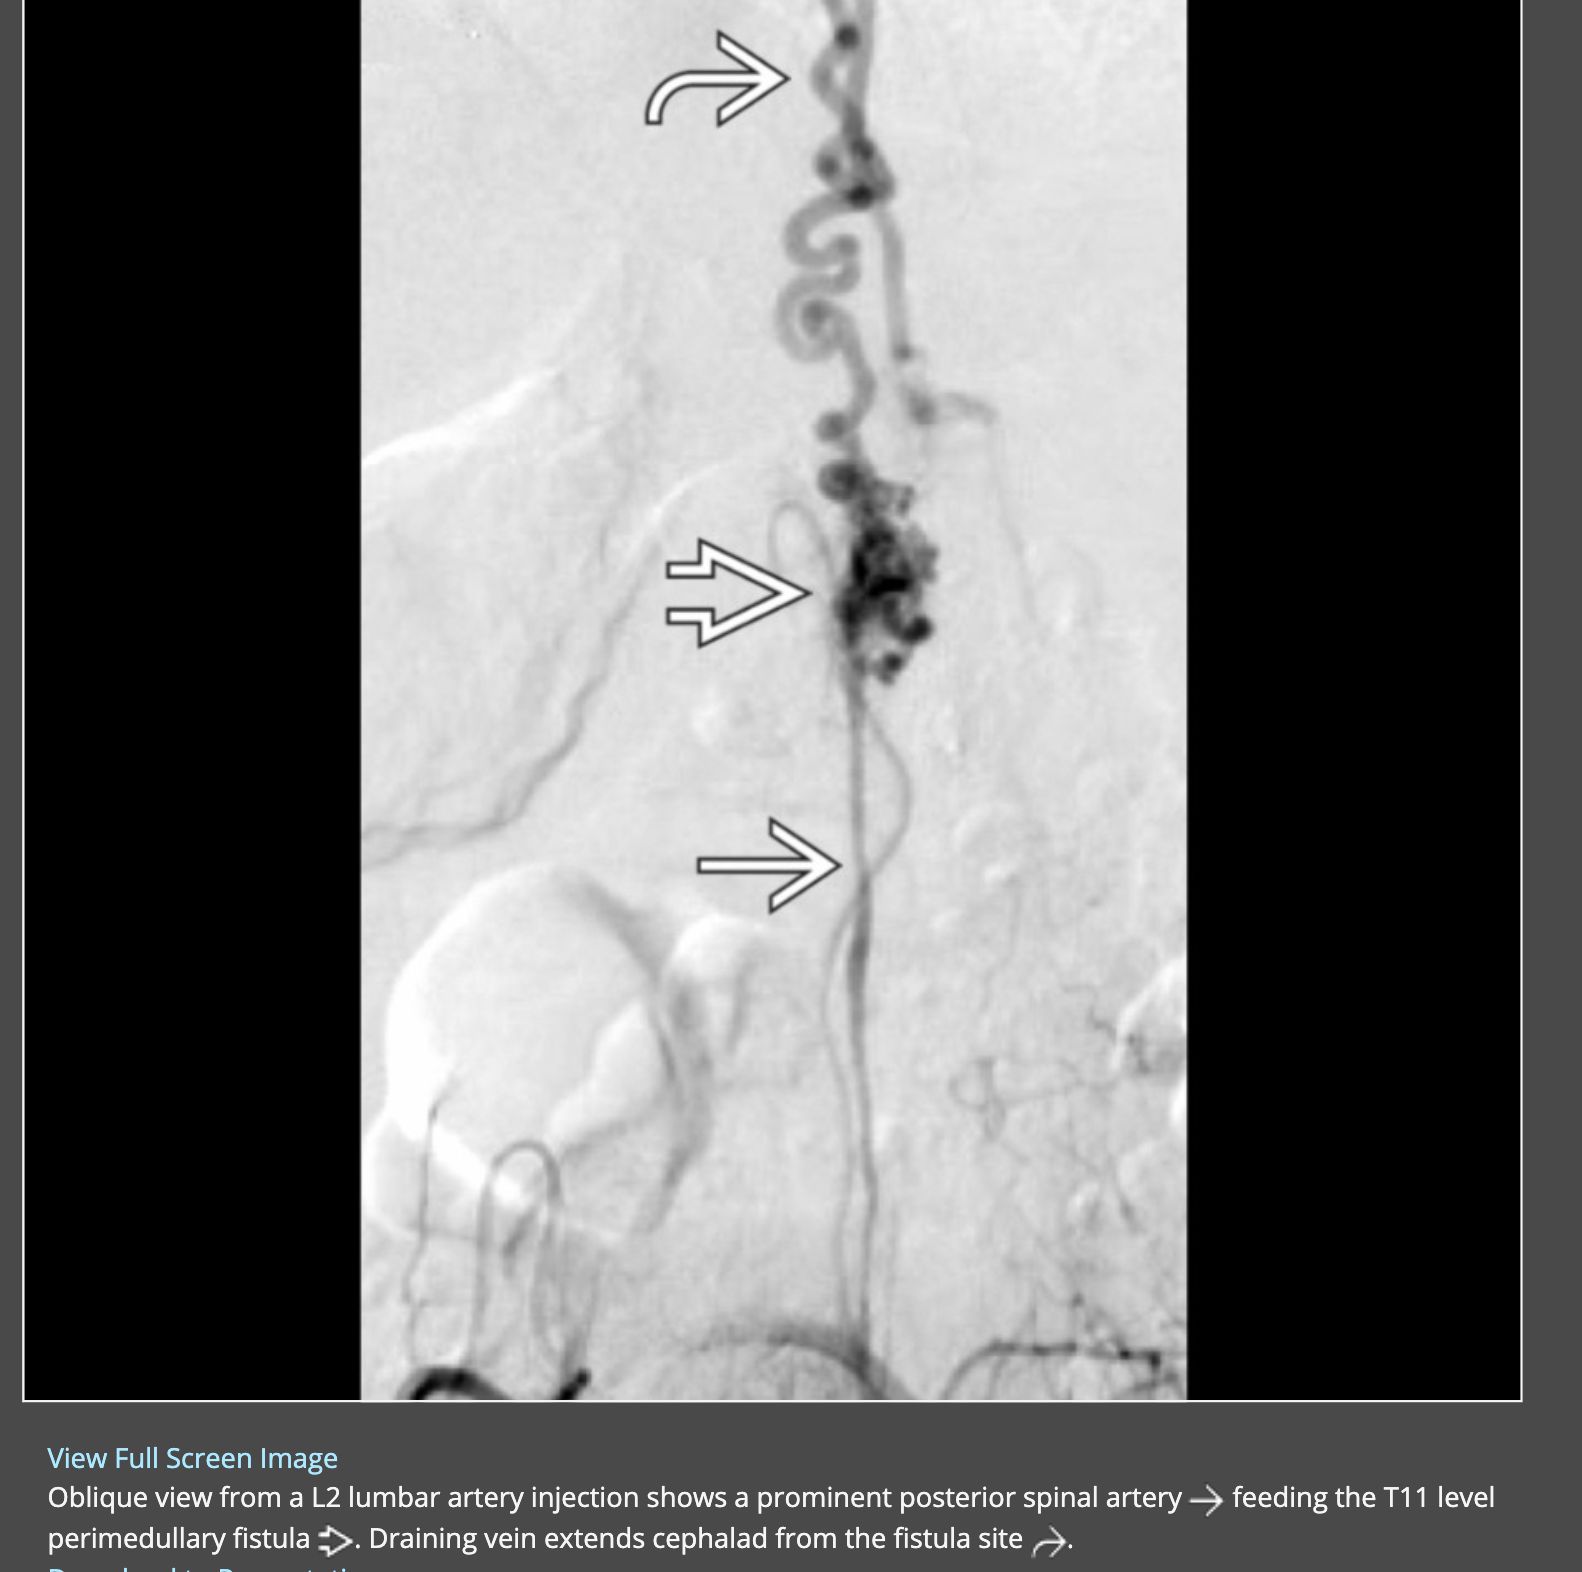 View Full Screen Image
Oblique view from a L2 lumbar artery injection shows a prominent posterior spinal artery → feeding the T11 level
perimedullary fistula ⇨. Draining vein extends cephalad from the fistula site ↷.